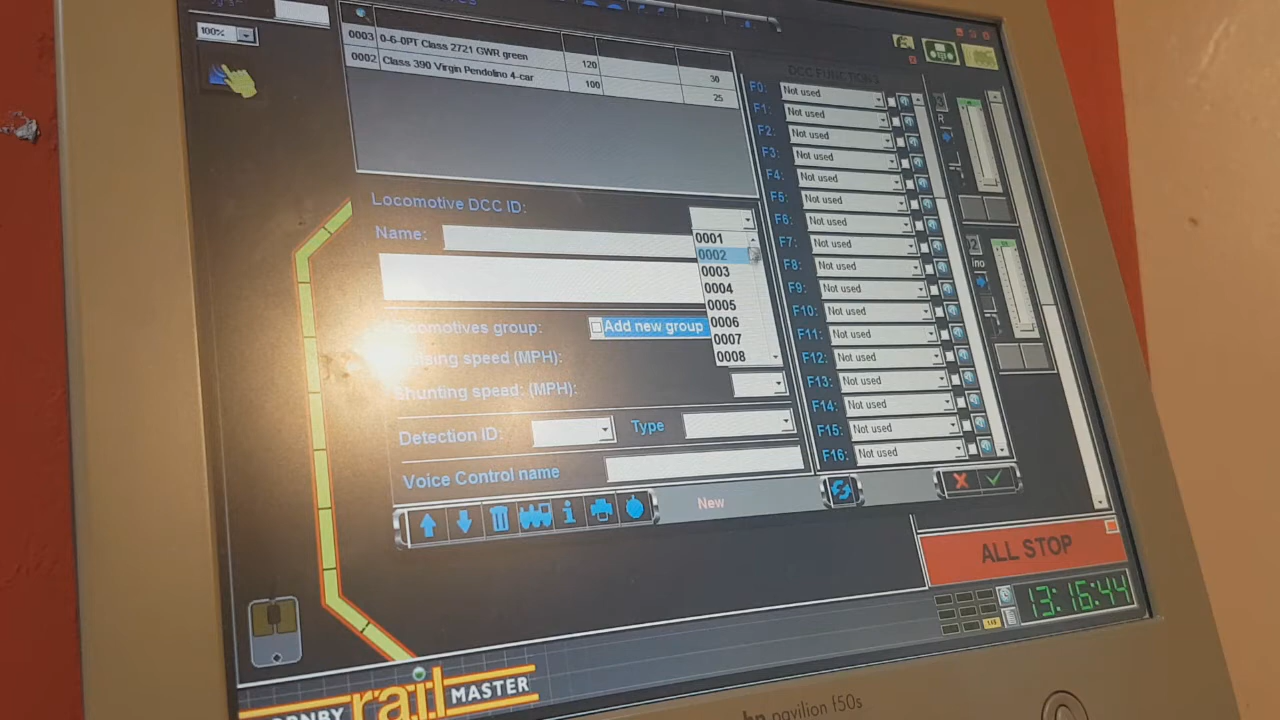 100%
0003 0-6-0PT Class 2721 GWR green 120 30
0002 Class 390 Virgin Pendolino 4-car 100 25
DCC FUNCTIONS
Locomotive DCC ID:
Name:
0001
0002
0003
0004
0005
0006
0007
0008
Locomotives group:
Add new group
Cruising speed (MPH):
Shunting speed: (MPH):
Detection ID:
Type
Voice Control name
New
F0: Not used
F1: Not used
F2: Not used
F3: Not used
F4: Not used
F5: Not used
F6: Not used
F7: Not used
F8: Not used
F9: Not used
F10: Not used
F11: Not used
F12: Not used
F13: Not used
F14: Not used
F15: Not used
F16: Not used
R
ino
ALL STOP
13:16:44
ORNBY rail MASTER
hp pavilion f50s